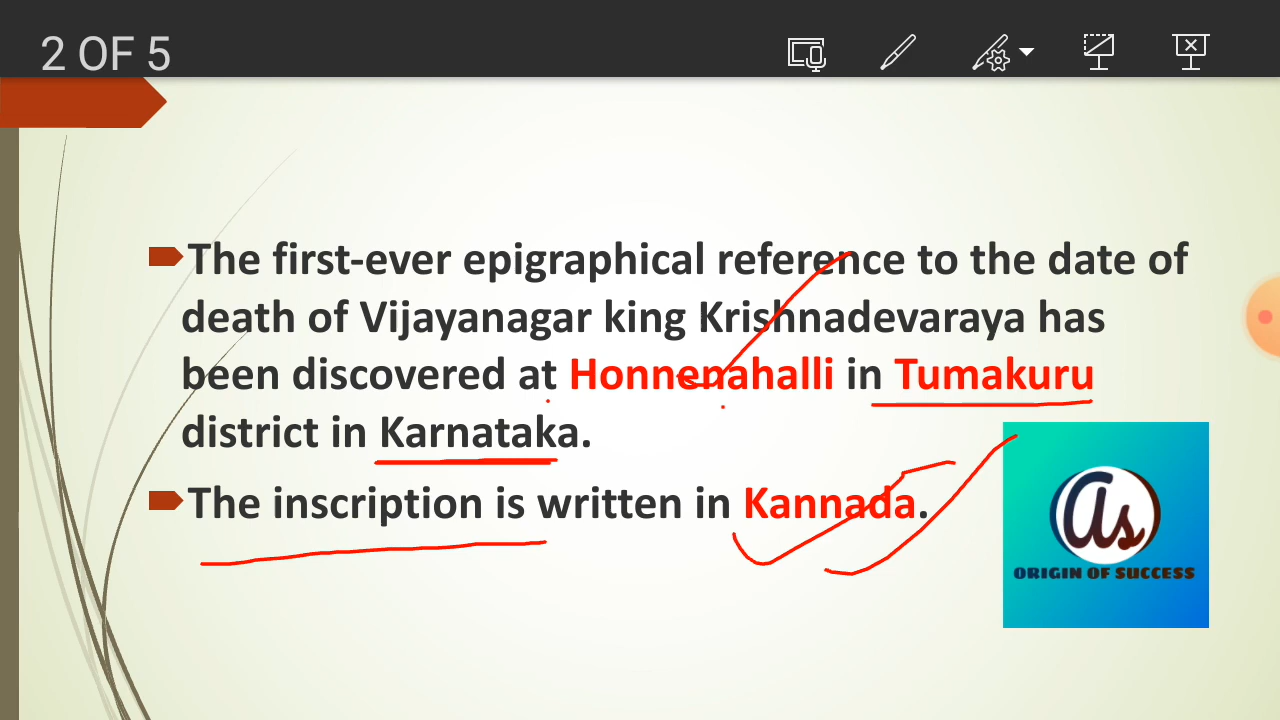 2 OF 5
The first-ever epigraphical reference to the date of
death of Vijayanagar king Krishnadevaraya has
been discovered at Honnenahalli in Tumakuru
district in Karnataka.
The inscription is written in Kannada.
As
ORIGIN OF SUCCESS